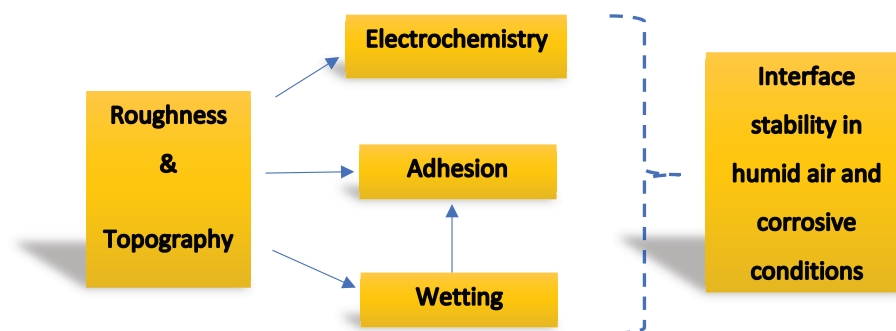 Roughness
&
Topography
Electrochemistry
Adhesion
Wetting
Interface
stability in
humid air and
corrosive
conditions